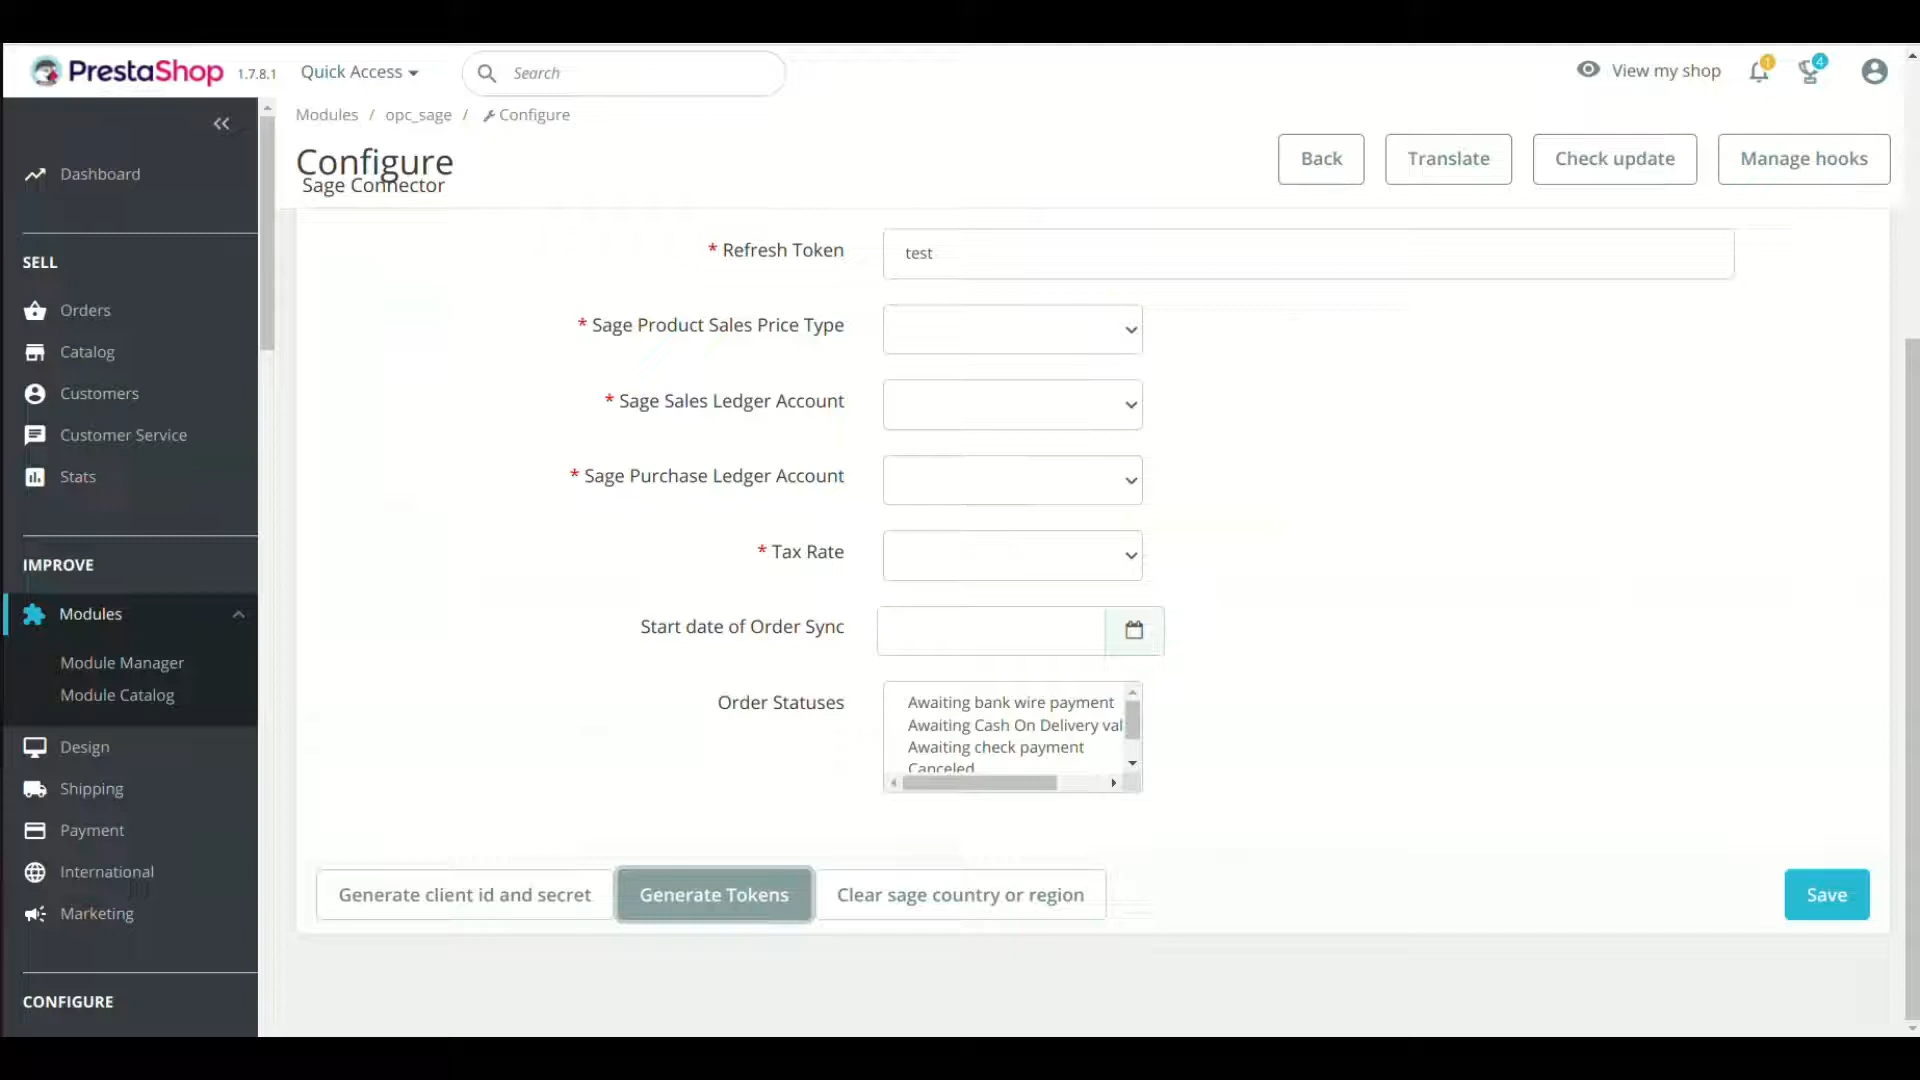 PrestaShop 1.7.8.1 Quick Access Search View my shop 1 4
Modules / opc_sage / Configure
Configure
Sage Connector
Back Translate Check update Manage hooks
Dashboard
SELL
Orders
Catalog
Customers
Customer Service
Stats
IMPROVE
Modules
Module Manager
Module Catalog
Design
Shipping
Payment
International
Marketing
CONFIGURE
* Refresh Token test
* Sage Product Sales Price Type
* Sage Sales Ledger Account
* Sage Purchase Ledger Account
* Tax Rate
Start date of Order Sync
Order Statuses
Awaiting bank wire payment
Awaiting Cash On Delivery val
Awaiting check payment
Canceled
Generate client id and secret Generate Tokens Clear sage country or region Save